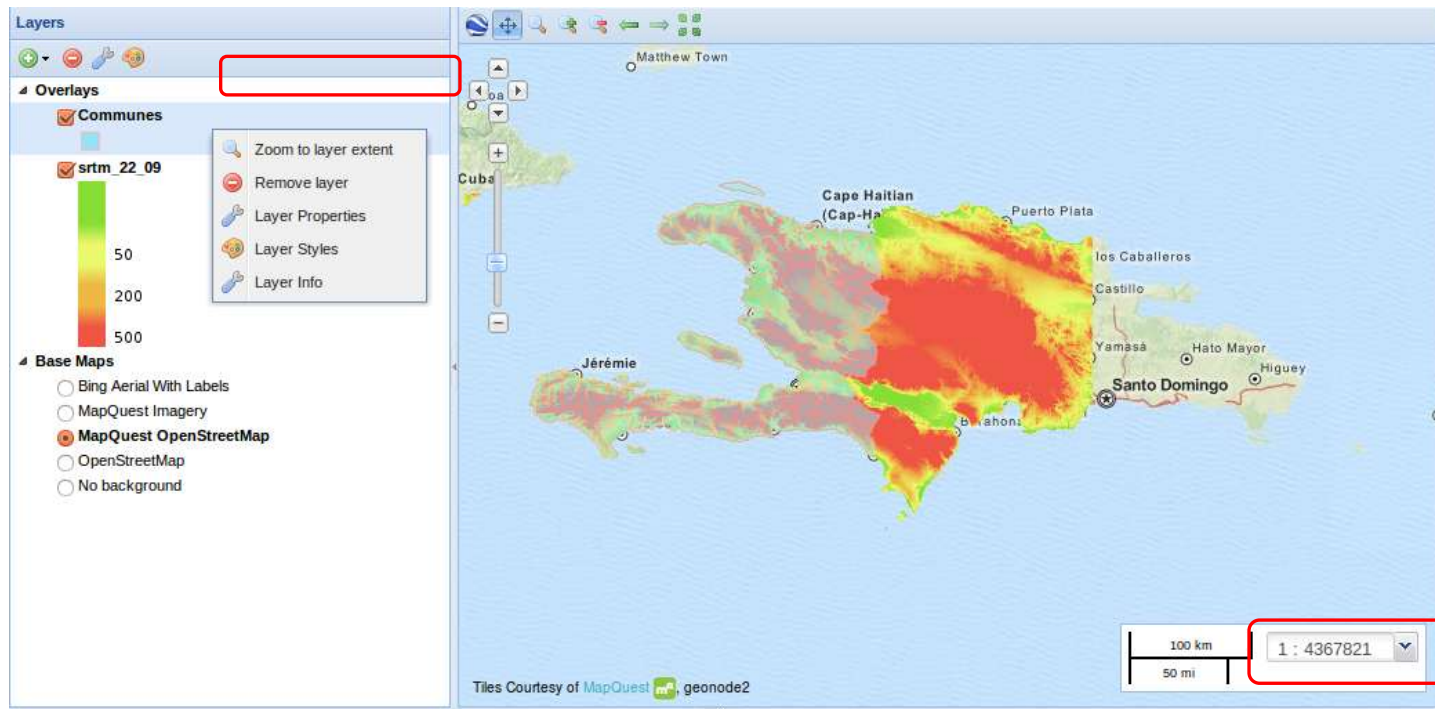 Layers
Overlays
Communes
srtm_22_09
50
200
500
Zoom to layer extent
Remove layer
Layer Properties
Layer Styles
Layer Info
Base Maps
Bing Aerial With Labels
MapQuest Imagery
MapQuest OpenStreetMap
OpenStreetMap
No background
Matthew Town
oa
Cuba
Cape Haitian
(Cap-Ha
Puerto Plata
los Caballeros
Castillo
Yamasá
Hato Mayor
Higuey
Santo Domingo
Jérémie
100 km
50 mi
1 : 4367821
Tiles Courtesy of MapQuest , geonode2